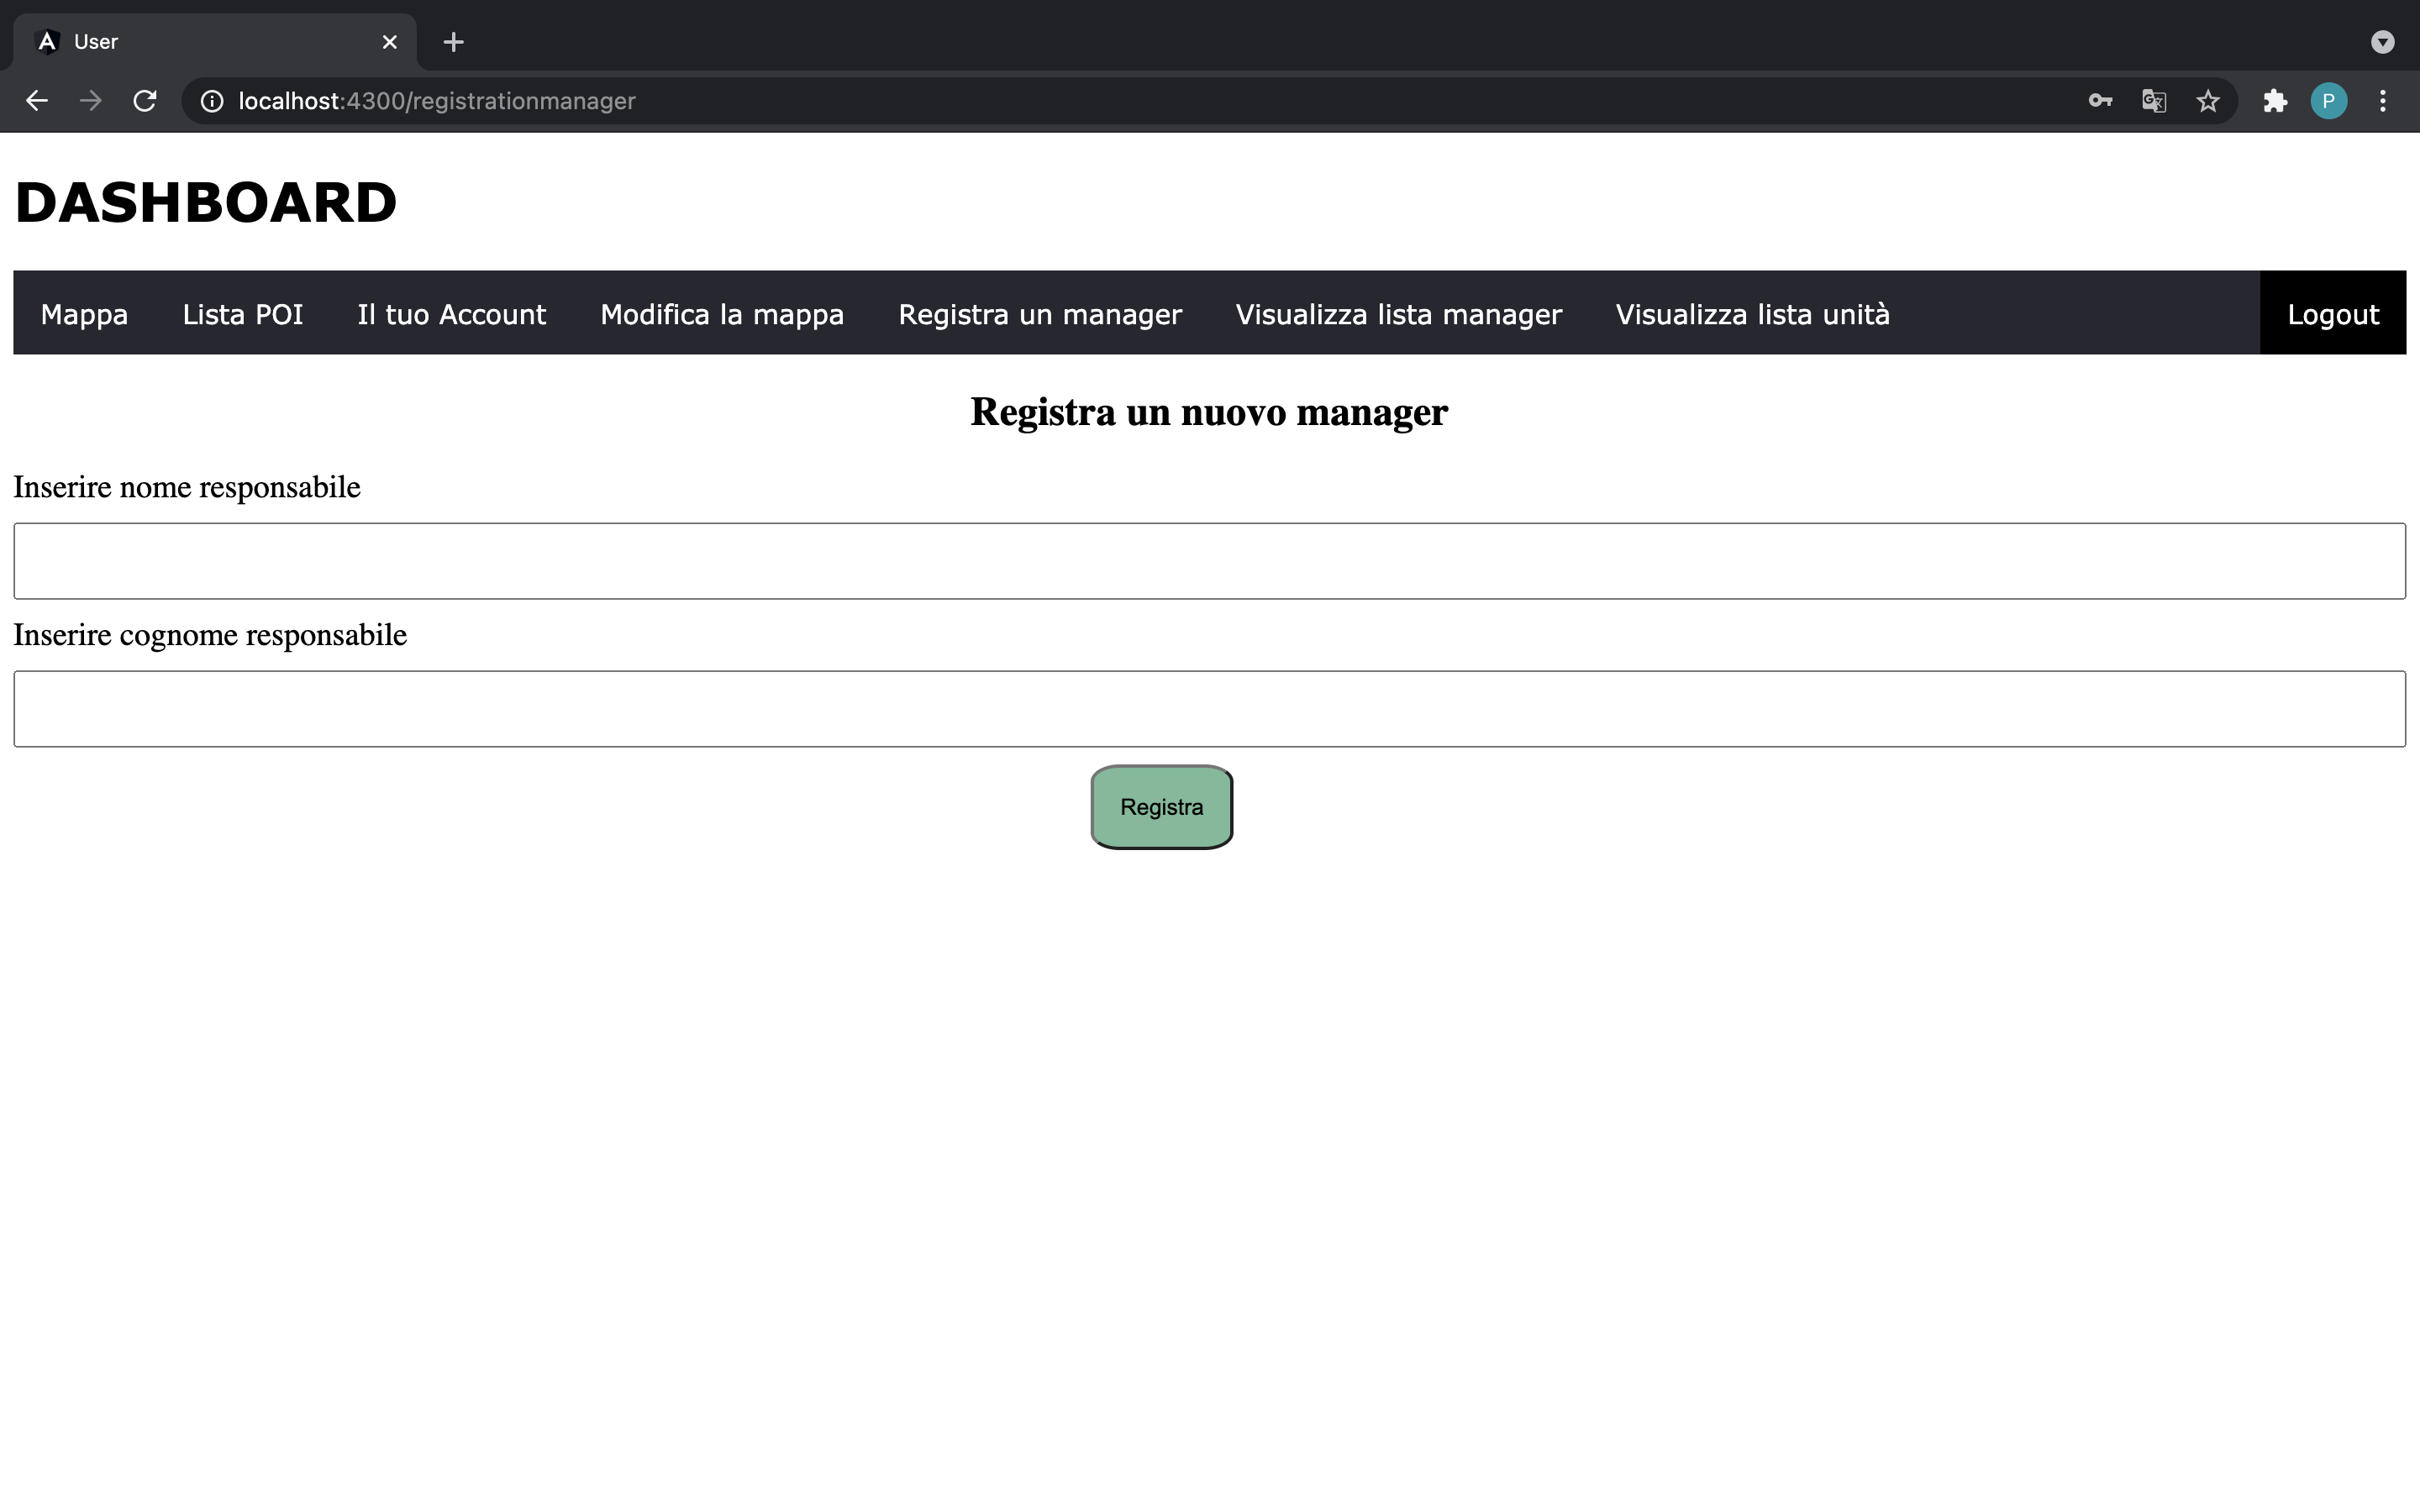 User
localhost:4300/registrationmanager
P
DASHBOARD
Mappa Lista POI Il tuo Account Modifica la mappa Registra un manager Visualizza lista manager Visualizza lista unità Logout
Registra un nuovo manager
Inserire nome responsabile
Inserire cognome responsabile
Registra